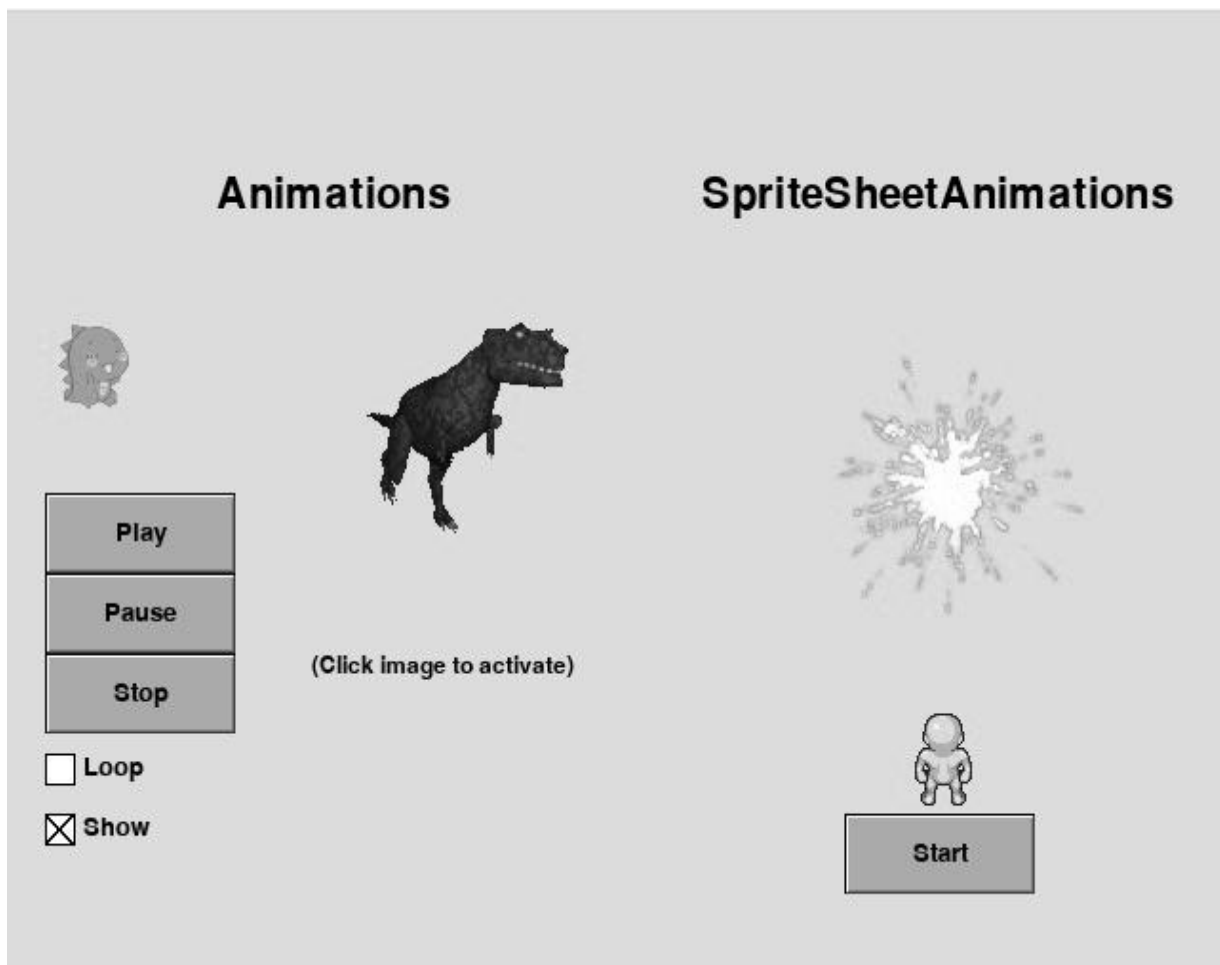 Animations
SpriteSheetAnimations
Play
Pause
Stop
(Click image to activate)
Loop
Show
Start